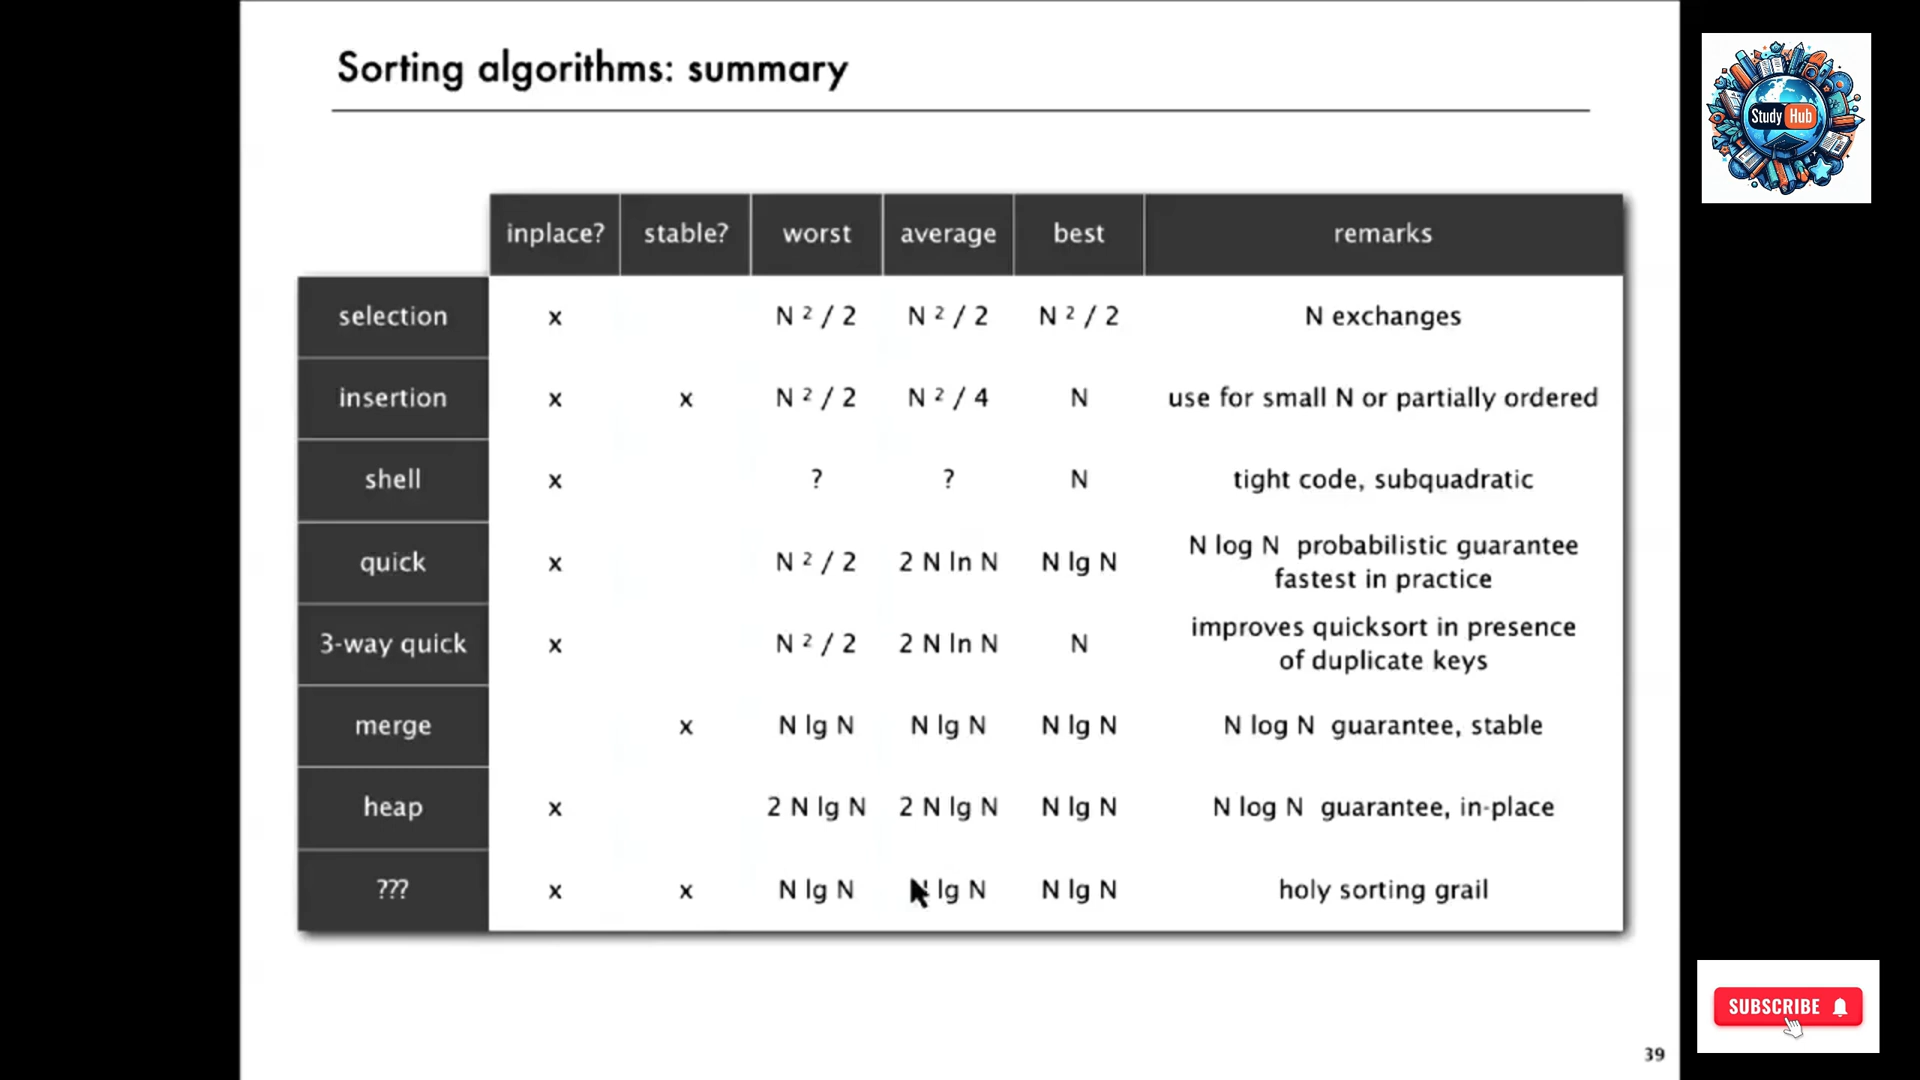 Sorting algorithms: summary
Study Hub
inplace? stable? worst average best remarks
selection x N ² / 2 N ² / 2 N ² / 2 N exchanges
insertion x x N ² / 2 N ² / 4 N use for small N or partially ordered
shell x ? ? N tight code, subquadratic
quick x N ² / 2 2 N ln N N lg N N log N probabilistic guarantee
fastest in practice
3-way quick x N ² / 2 2 N ln N N improves quicksort in presence
of duplicate keys
merge x N lg N N lg N N lg N N log N guarantee, stable
heap x 2 N lg N 2 N lg N N lg N N log N guarantee, in-place
??? x x N lg N N lg N N lg N holy sorting grail
SUBSCRIBE
39